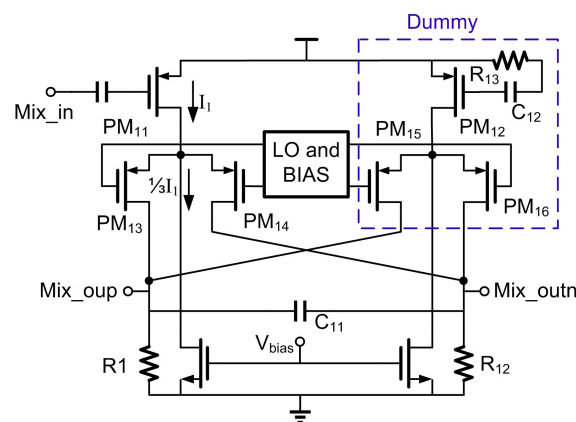 Dummy
R13
C12
Mix_in
I1
PM11
PM15
PM12
LO and
BIAS
⅓I1
PM13
PM14
PM16
Mix_oup
Mix_outn
C11
Vbias
R1
R12